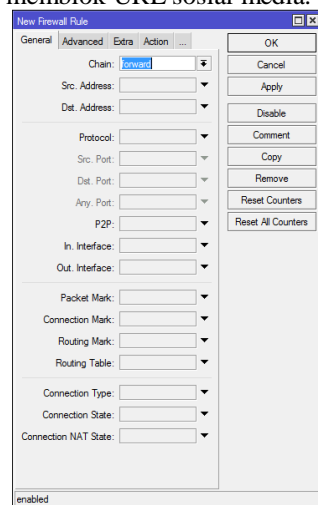 memblok URL sosial media.
New Firewall Rule
General Advanced Extra Action ...
Chain: forward
Src. Address:
Dst. Address:
Protocol:
Src. Port:
Dst. Port:
Any. Port:
P2P:
In. Interface:
Out. Interface:
Packet Mark:
Connection Mark:
Routing Mark:
Routing Table:
Connection Type:
Connection State:
Connection NAT State:
OK
Cancel
Apply
Disable
Comment
Copy
Remove
Reset Counters
Reset All Counters
enabled